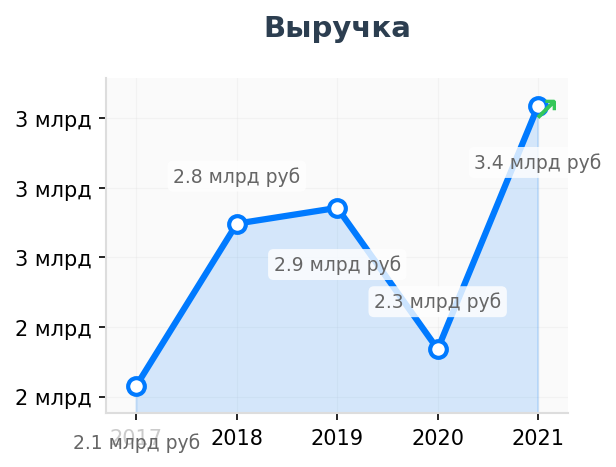 Выручка
3 млрд
3 млрд
3 млрд
2 млрд
2 млрд
2.8 млрд руб
3.4 млрд руб
2.9 млрд руб
2.3 млрд руб
2.1 млрд руб
2017 2018 2019 2020 2021